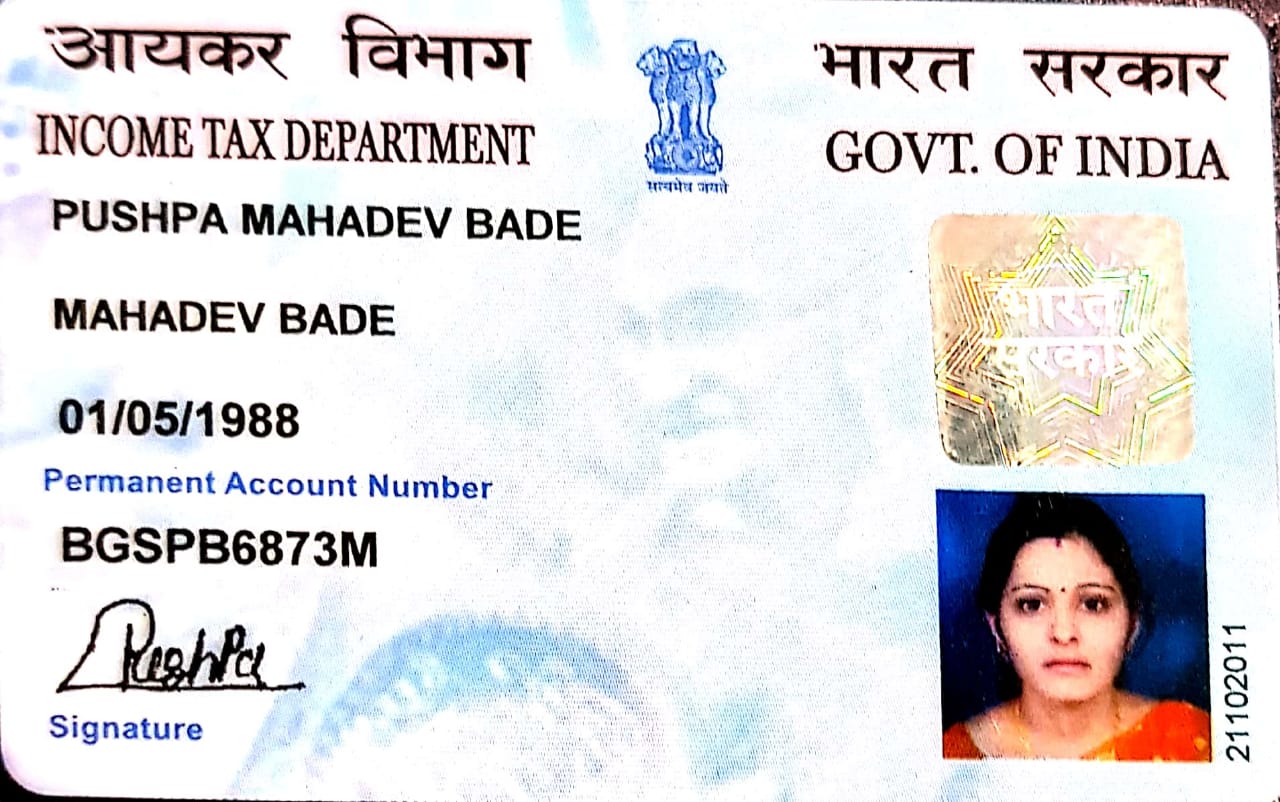 आयकर विभाग
INCOME TAX DEPARTMENT
भारत सरकार
GOVT. OF INDIA
सत्यमेव जयते
PUSHPA MAHADEV BADE
MAHADEV BADE
01/05/1988
Permanent Account Number
BGSPB6873M
Pushpa
Signature
भारत
सरकार
21102011